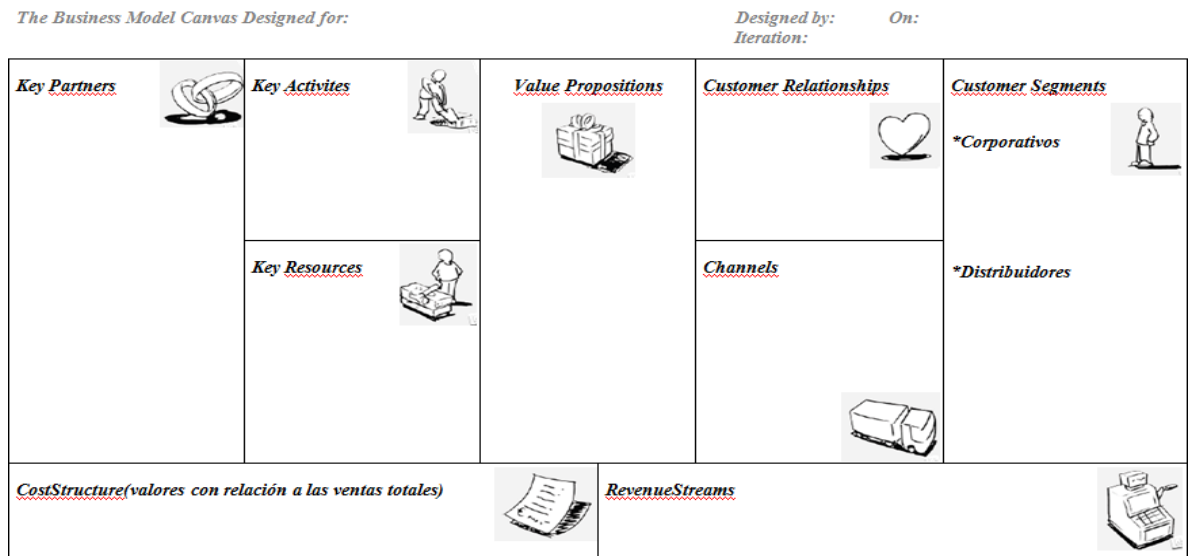 The Business Model Canvas Designed for:
Designed by:
On:
Iteration:
Key Partners
Key Activites
Value Propositions
Customer Relationships
Customer Segments
*Corporativos
Key Resources
Channels
*Distribuidores
CostStructure(valores con relación a las ventas totales)
RevenueStreams